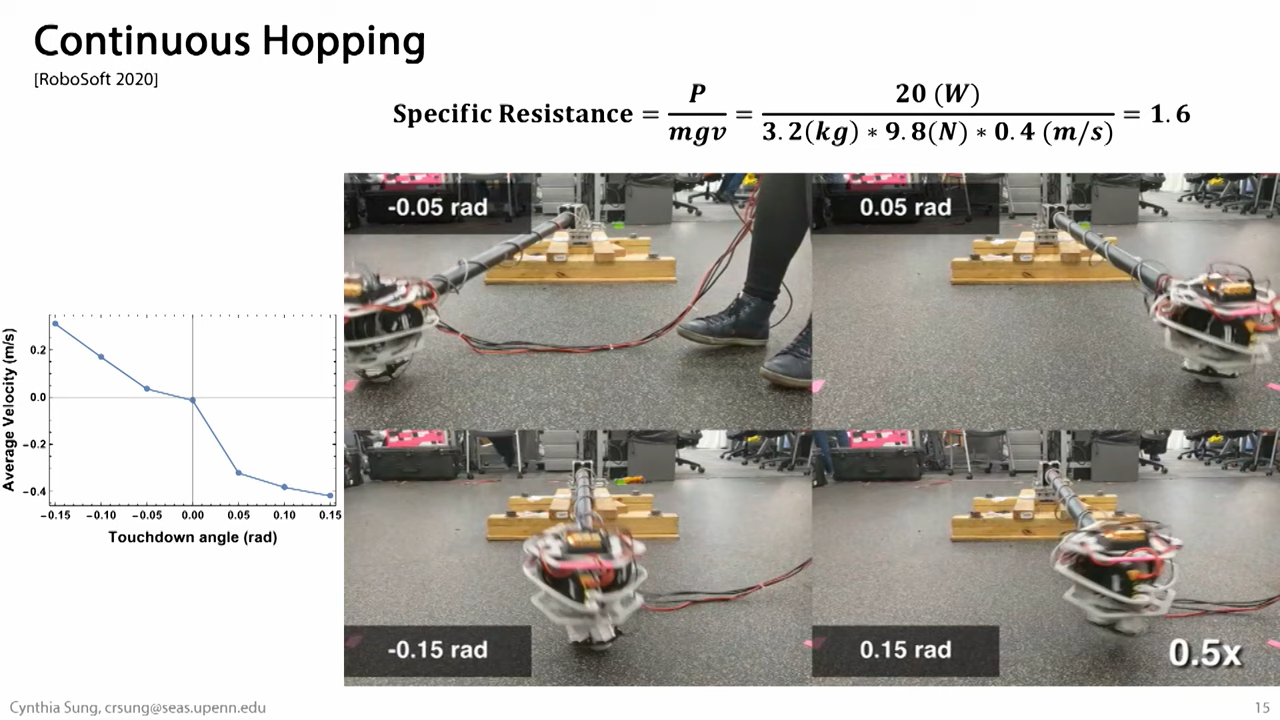 Continuous Hopping
[RoboSoft 2020]
Specific Resistance = P / mgv = 20 (W) / 3.2(kg) * 9.8(N) * 0.4 (m/s) = 1.6
-0.05 rad
0.05 rad
Average Velocity (m/s)
0.2
0.0
-0.2
-0.4
-0.15 -0.10 -0.05 0.00 0.05 0.10 0.15
Touchdown angle (rad)
-0.15 rad
0.15 rad
0.5x
Cynthia Sung, crsung@seas.upenn.edu
15